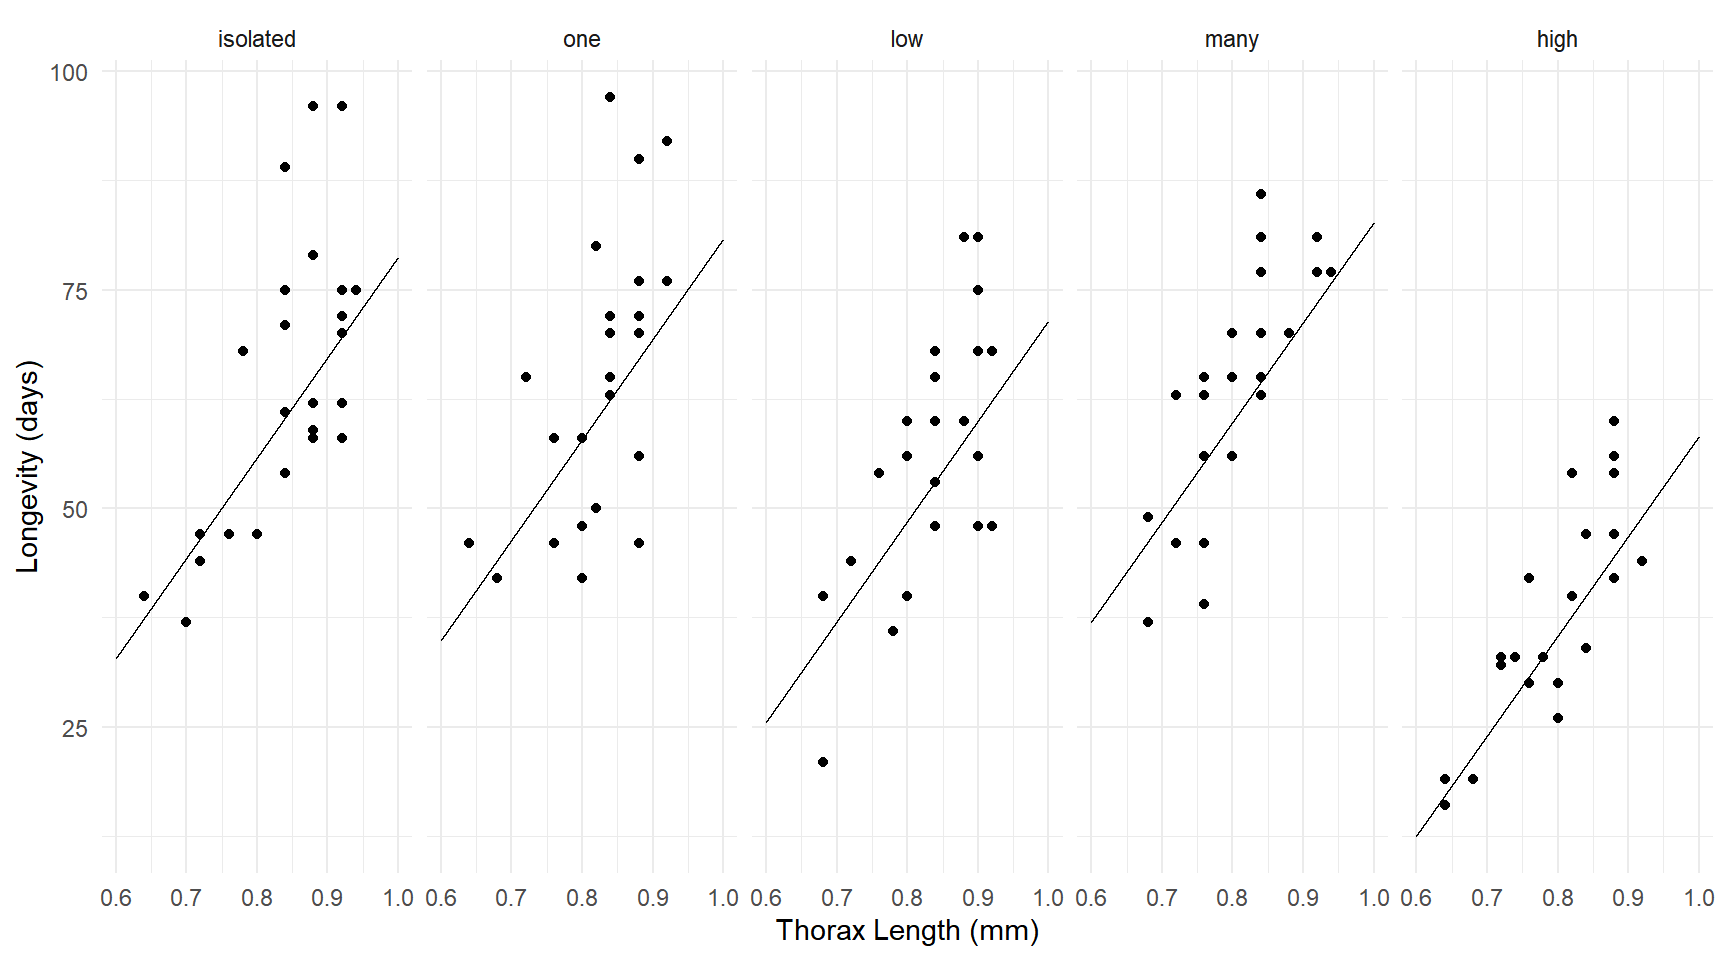 isolated one low many high
100
75
50
25
Longevity (days)
0.6 0.7 0.8 0.9 1.0 0.6 0.7 0.8 0.9 1.0 0.6 0.7 0.8 0.9 1.0 0.6 0.7 0.8 0.9 1.0 0.6 0.7 0.8 0.9 1.0
Thorax Length (mm)